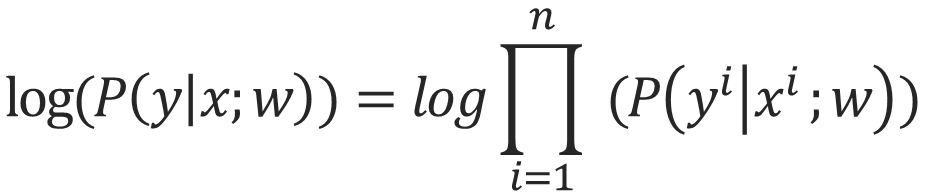 log(P(y|x;w)) = log ∏_{i=1}^{n} (P(y^i|x^i;w))